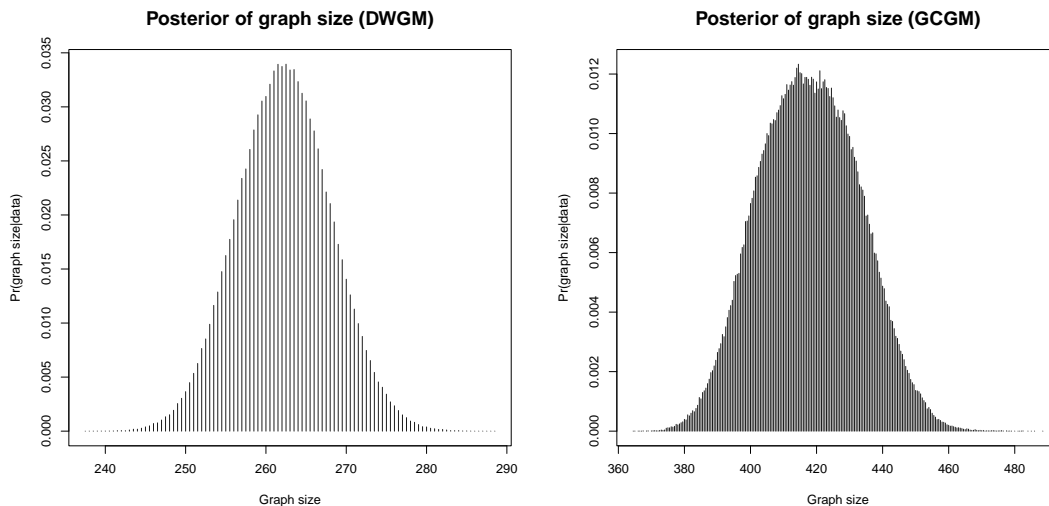 Posterior of graph size (DWGM)
Pr(graph size|data)
0.035
0.030
0.025
0.020
0.015
0.010
0.005
0.000
240 250 260 270 280 290
Graph size
Posterior of graph size (GCGM)
Pr(graph size|data)
0.012
0.010
0.008
0.006
0.004
0.002
0.000
360 380 400 420 440 460 480
Graph size